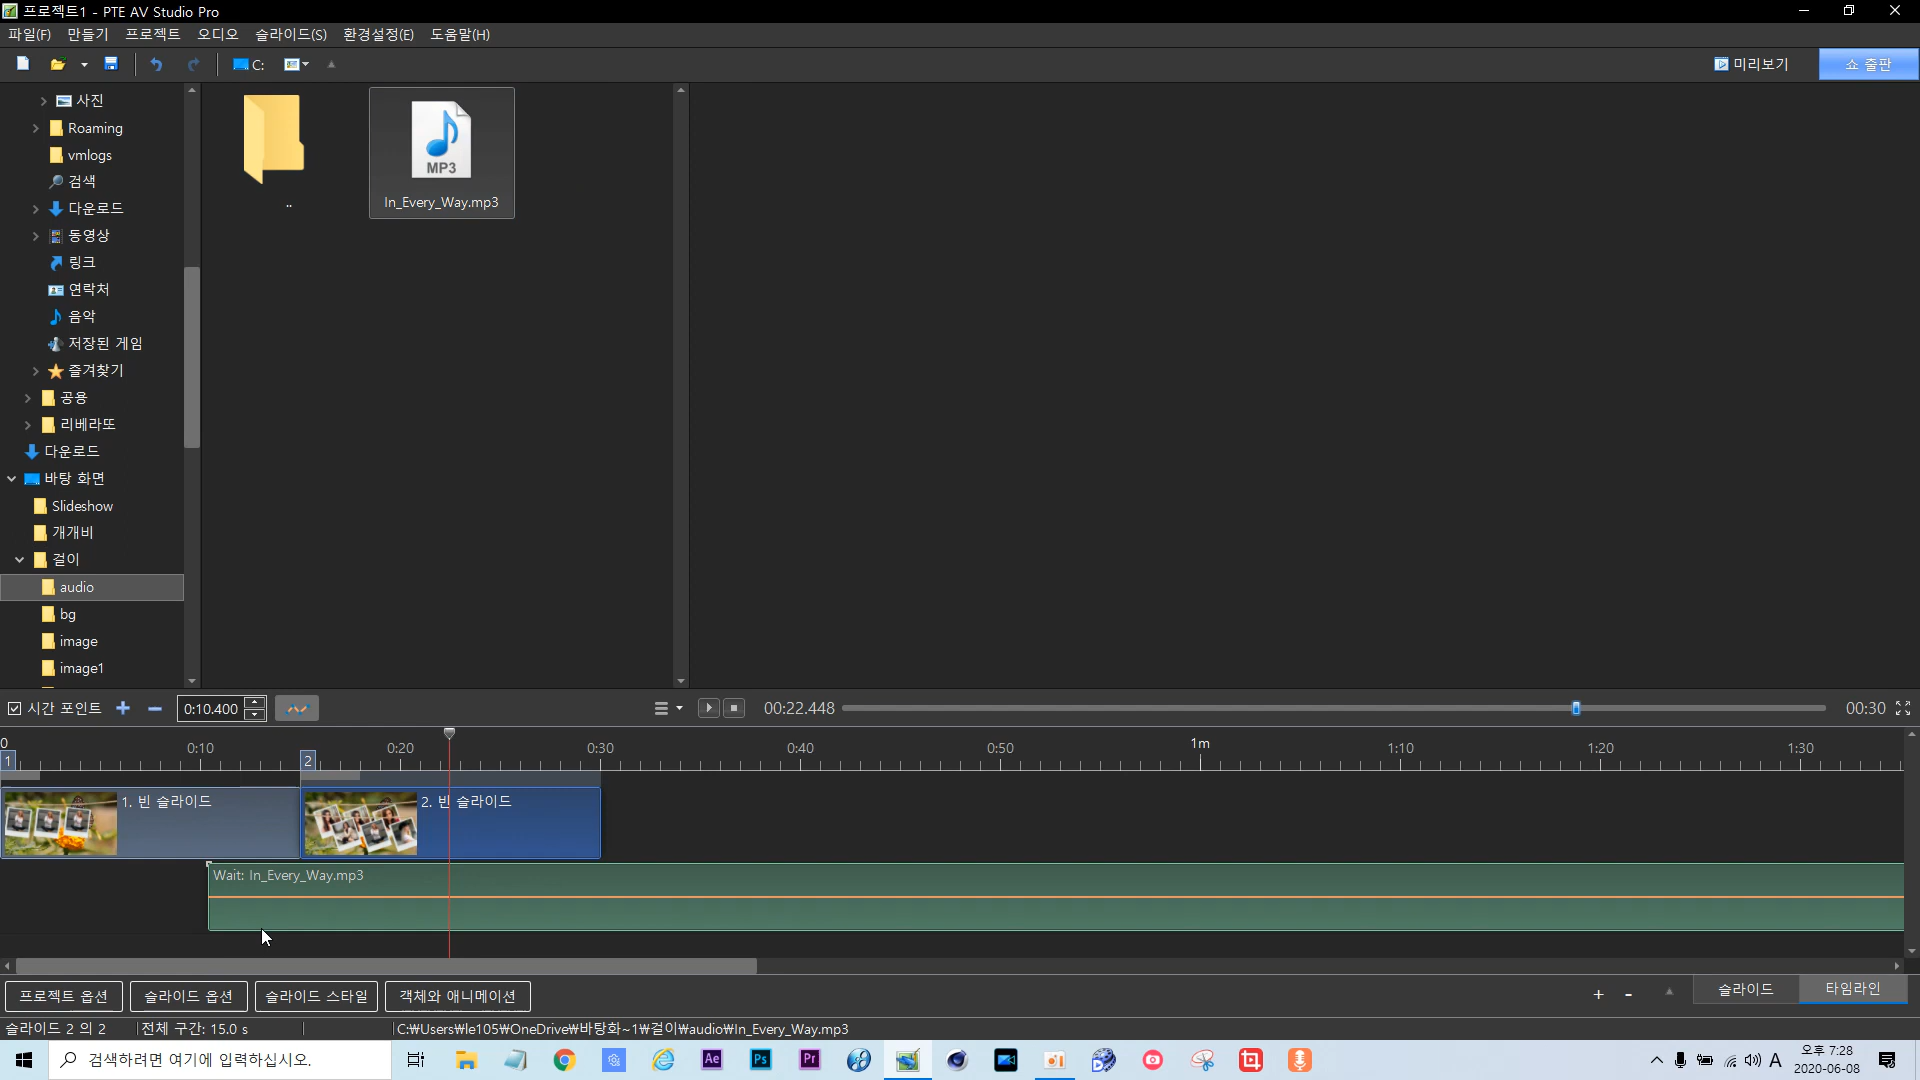 프로젝트1 - PTE AV Studio Pro
파일(F) 만들기 프로젝트 오디오 슬라이드(S) 환경설정(E) 도움말(H)
C:
미리보기
쇼 출판
사진
Roaming
vmlogs
검색
다운로드
동영상
링크
연락처
음악
저장된 게임
즐겨찾기
공용
리베라또
다운로드
바탕 화면
Slideshow
개개비
걸이
audio
bg
image
image1
..
MP3
In_Every_Way.mp3
시간 포인트
0:10.400
00:22.448
00:30
0 0:10 0:20 0:30 0:40 0:50 1m 1:10 1:20 1:30
1 2
1. 빈 슬라이드
2. 빈 슬라이드
Wait: In_Every_Way.mp3
프로젝트 옵션 슬라이드 옵션 슬라이드 스타일 객체와 애니메이션
+ -
슬라이드 타임라인
슬라이드 2 의 2 전체 구간: 15.0 s C:₩Users₩le105₩OneDrive₩바탕화~1₩걸이₩audio₩In_Every_Way.mp3
검색하려면 여기에 입력하십시오.
Ae Ps Pr
A
오후 7:28
2020-06-08